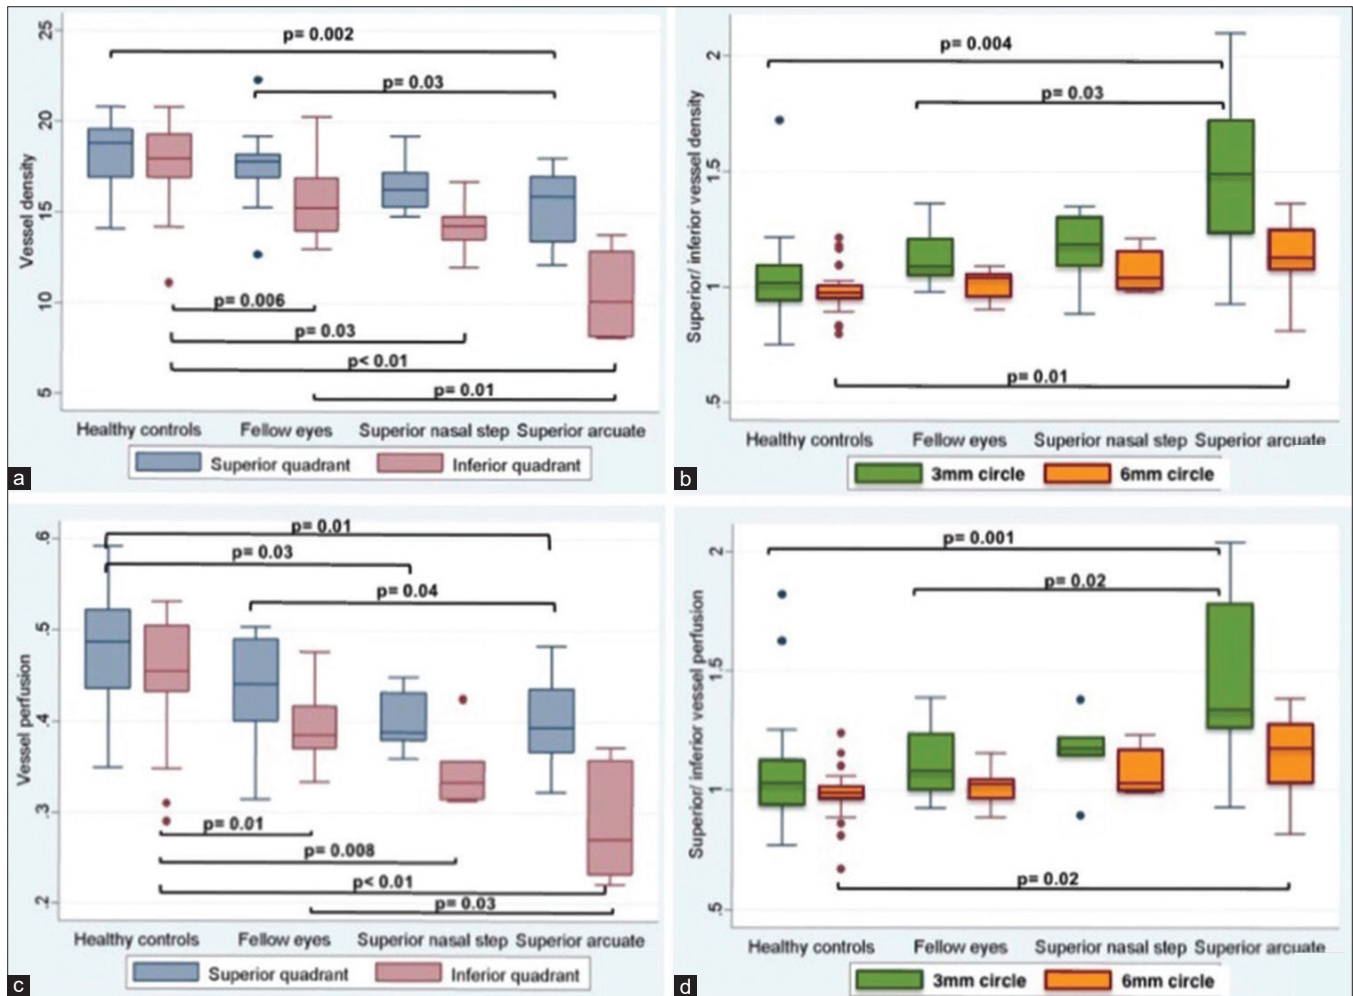 p= 0.002
25
p= 0.03
20
Vessel density
15
10
p= 0.006
p= 0.03
p< 0.01
5
p= 0.01
Healthy controls Fellow eyes Superior nasal step Superior arcuate
Superior quadrant Inferior quadrant
a
p= 0.004
2
p= 0.03
Superior/ inferior vessel density
1.5
1
p= 0.01
.5
Healthy controls Fellow eyes Superior nasal step Superior arcuate
3mm circle 6mm circle
b
p= 0.01
.6
p= 0.03
p= 0.04
.5
Vessel perfusion
.4
.3
p= 0.01
p= 0.008
p< 0.01
.2
p= 0.03
Healthy controls Fellow eyes Superior nasal step Superior arcuate
Superior quadrant Inferior quadrant
c
p= 0.001
2
p= 0.02
Superior/ inferior vessel perfusion
1.5
1
p= 0.02
.5
Healthy controls Fellow eyes Superior nasal step Superior arcuate
3mm circle 6mm circle
d